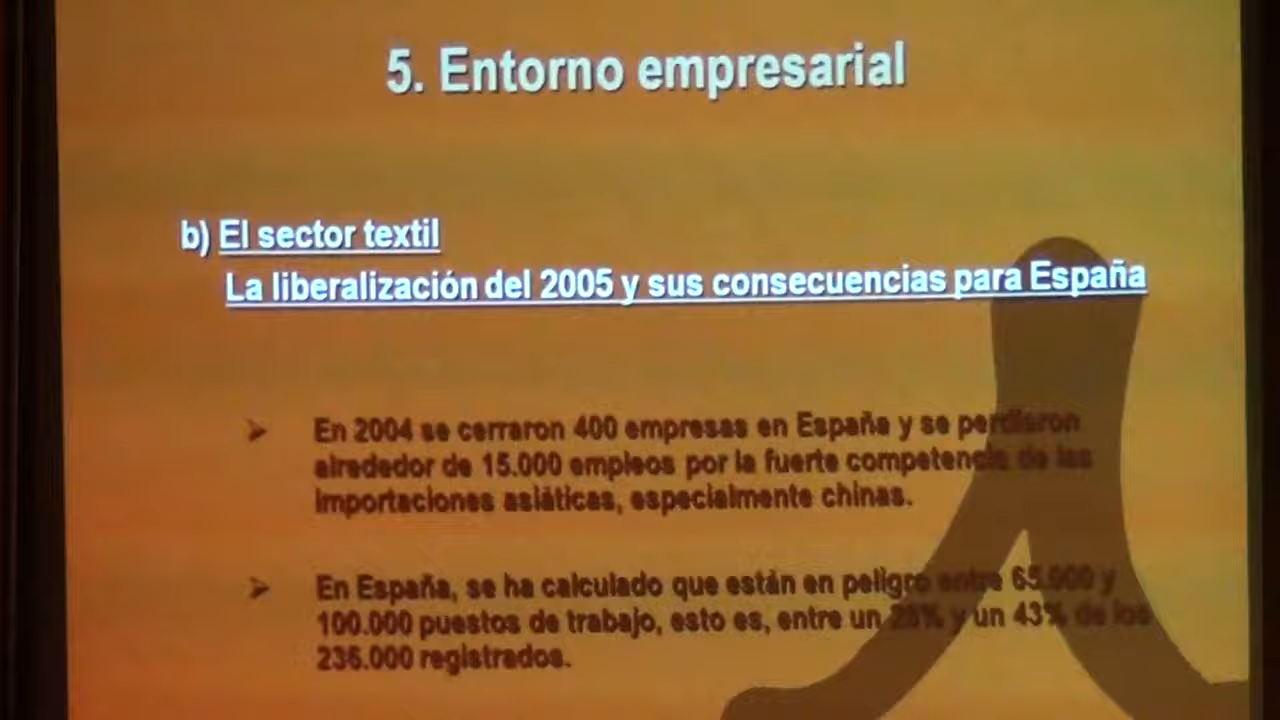 5. Entorno empresarial
b) El sector textil
La liberalización del 2005 y sus consecuencias para España
➢ En 2004 se cerraron 400 empresas en España y se perdieron
alrededor de 15.000 empleos por la fuerte competencia de las
importaciones asiáticas, especialmente chinas.
➢ En España, se ha calculado que están en peligro entre 65.000 y
100.000 puestos de trabajo, esto es, entre un 28% y un 43% de los
236.000 registrados.